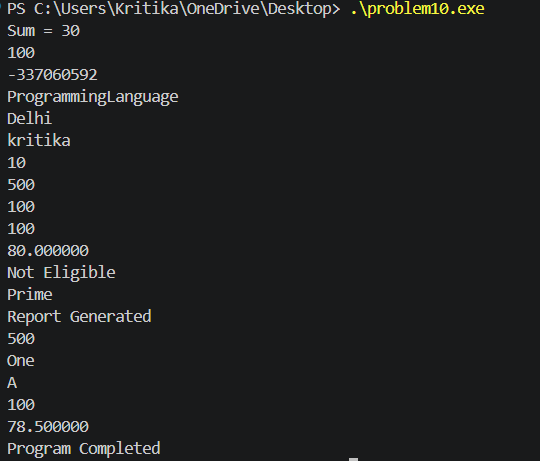 PS C:\Users\Kritika\OneDrive\Desktop> .\problem10.exe
Sum = 30
100
-337060592
ProgrammingLanguage
Delhi
kritika
10
500
100
100
80.000000
Not Eligible
Prime
Report Generated
500
One
A
100
78.500000
Program Completed